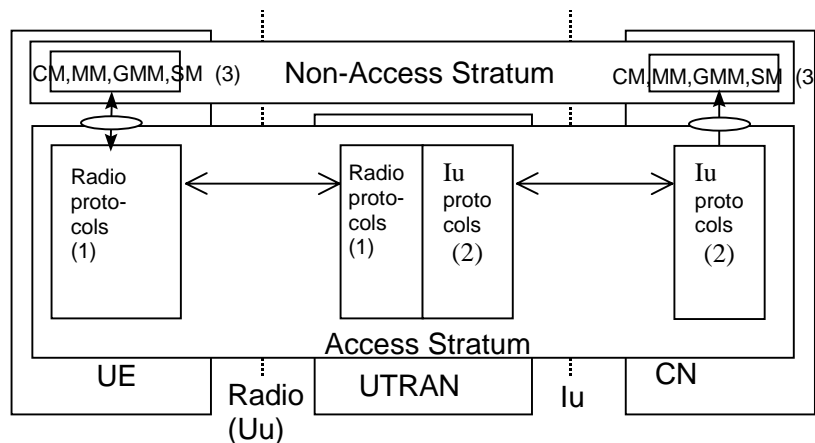 CM,MM,GMM,SM (3)
Non-Access Stratum
CM,MM,GMM,SM (3
Radio
proto-
cols
(1)
Radio
proto-
cols
(1)
Iu
proto
cols
(2)
Iu
proto
cols
(2)
Access Stratum
UE
Radio
(Uu)
UTRAN
Iu
CN